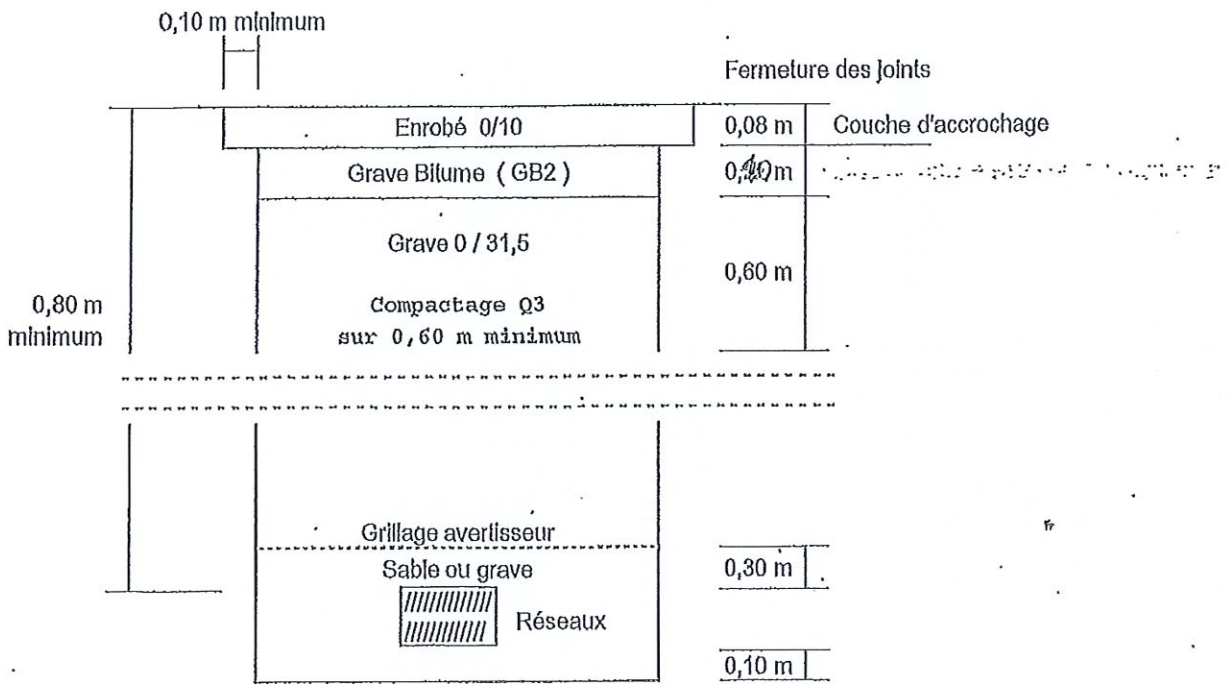 0,10 m minimum
Fermeture des joints
Enrobé 0/10
0,08 m
Couche d'accrochage
Grave Bitume ( GB2 )
Grave 0 / 31,5
0,60 m
0,80 m
minimum
Compactage Q3
sur 0,60 m minimum
Grillage avertisseur
Sable ou grave
0,30 m
Réseaux
0,10 m